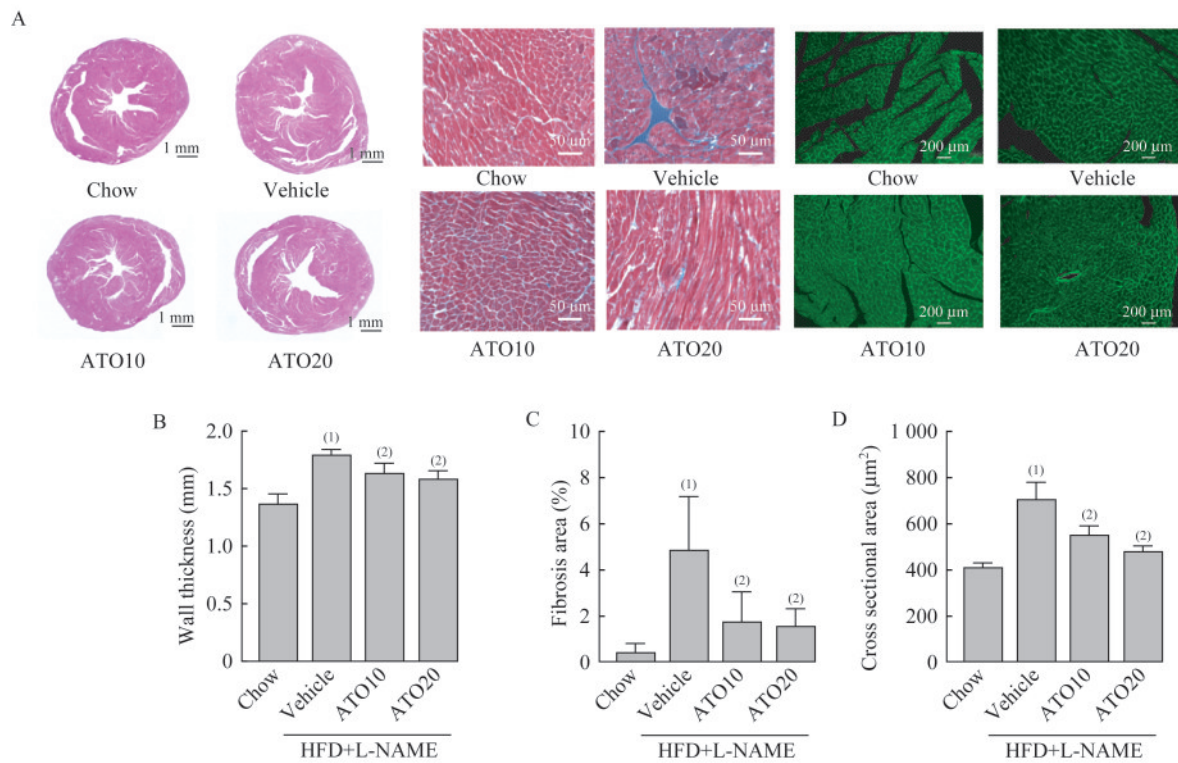 A
1 mm
1 mm
Chow
Vehicle
1 mm
1 mm
ATO10
ATO20
50 µm
50 µm
Chow
Vehicle
50 µm
50 µm
ATO10
ATO20
200 µm
200 µm
Chow
Vehicle
200 µm
200 µm
ATO10
ATO20
B
Wall thickness (mm)
2.0
1.5
1.0
0.5
0
(1)
(2)
(2)
Chow
Vehicle
ATO10
ATO20
HFD+L-NAME
C
Fibrosis area (%)
10
8
6
4
2
0
(1)
(2)
(2)
Chow
Vehicle
ATO10
ATO20
HFD+L-NAME
D
Cross sectional area (µm²)
1 000
800
600
400
200
0
(1)
(2)
(2)
Chow
Vehicle
ATO10
ATO20
HFD+L-NAME